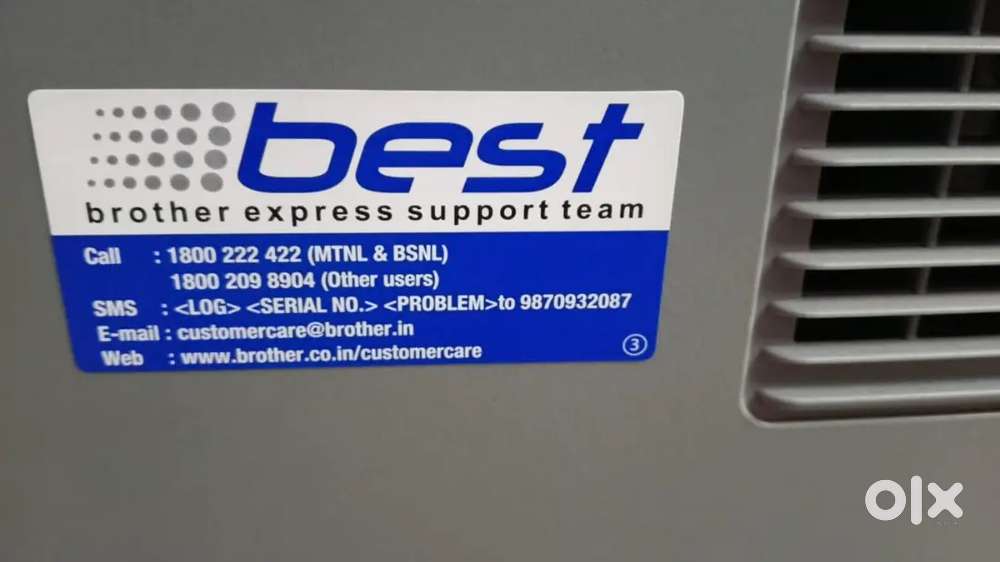 best
brother express support team
Call : 1800 222 422 (MTNL & BSNL)
1800 209 8904 (Other users)
SMS : <LOG> <SERIAL NO.> <PROBLEM>to 9870932087
E-mail : customercare@brother.in
Web : www.brother.co.in/customercare
3
olx